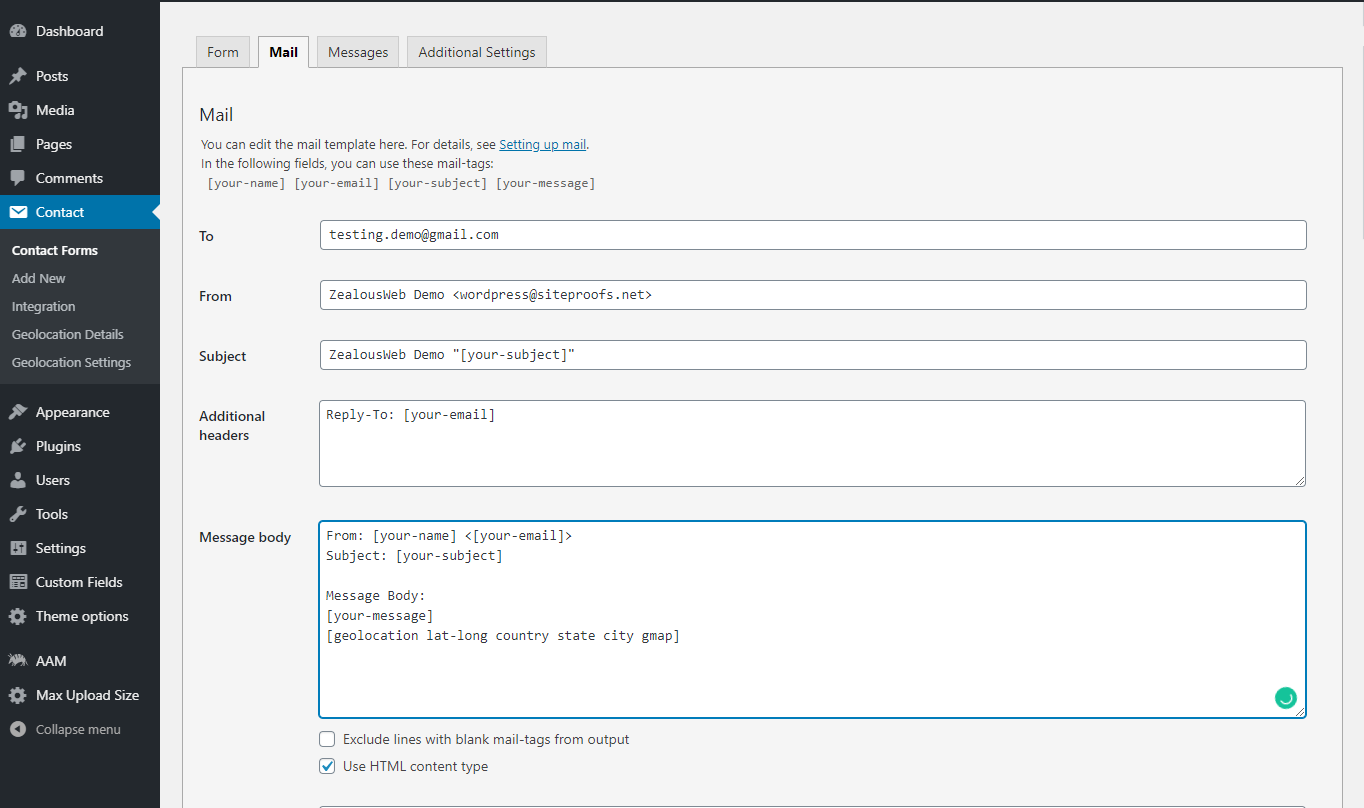 Dashboard
Posts
Media
Pages
Comments
Contact
Contact Forms
Add New
Integration
Geolocation Details
Geolocation Settings
Appearance
Plugins
Users
Tools
Settings
Custom Fields
Theme options
AAM
Max Upload Size
Collapse menu
Form Mail Messages Additional Settings
Mail
You can edit the mail template here. For details, see Setting up mail.
In the following fields, you can use these mail-tags:
[your-name] [your-email] [your-subject] [your-message]
To testing.demo@gmail.com
From ZealousWeb Demo <wordpress@siteproofs.net>
Subject ZealousWeb Demo "[your-subject]"
Additional headers
Reply-To: [your-email]
Message body
From: [your-name] <[your-email]>
Subject: [your-subject]
Message Body:
[your-message]
[geolocation lat-long country state city gmap]
Exclude lines with blank mail-tags from output
Use HTML content type